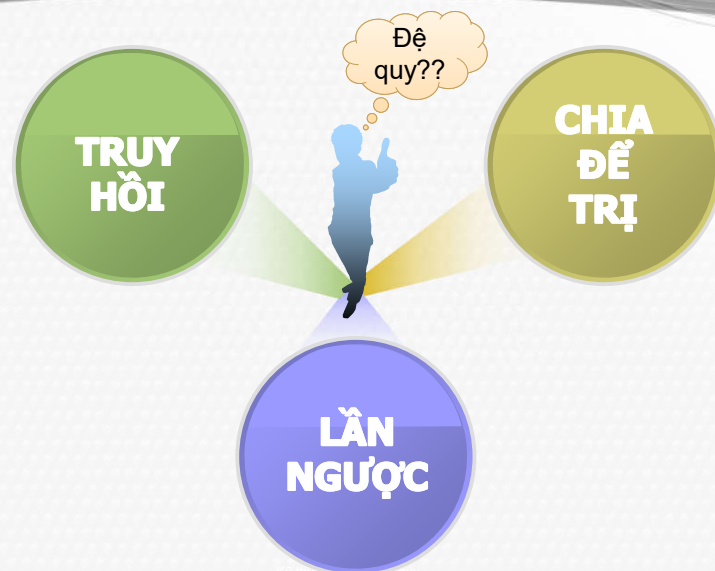 Đệ
quy??
TRUY
HỒI
CHIA
ĐỂ
TRỊ
LẦN
NGƯỢC